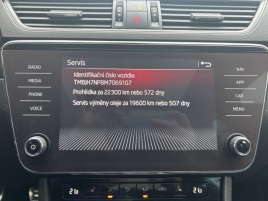 Servis
RADIO
MEDIA
PHONE
VOICE
Identifikační číslo vozidla
TMBJH7NP8M7069107
Prohlídka za 22300 km nebo 572 dny
Servis výměny oleje za 19600 km nebo 507 dny
NAV
APP
CAR
MENU